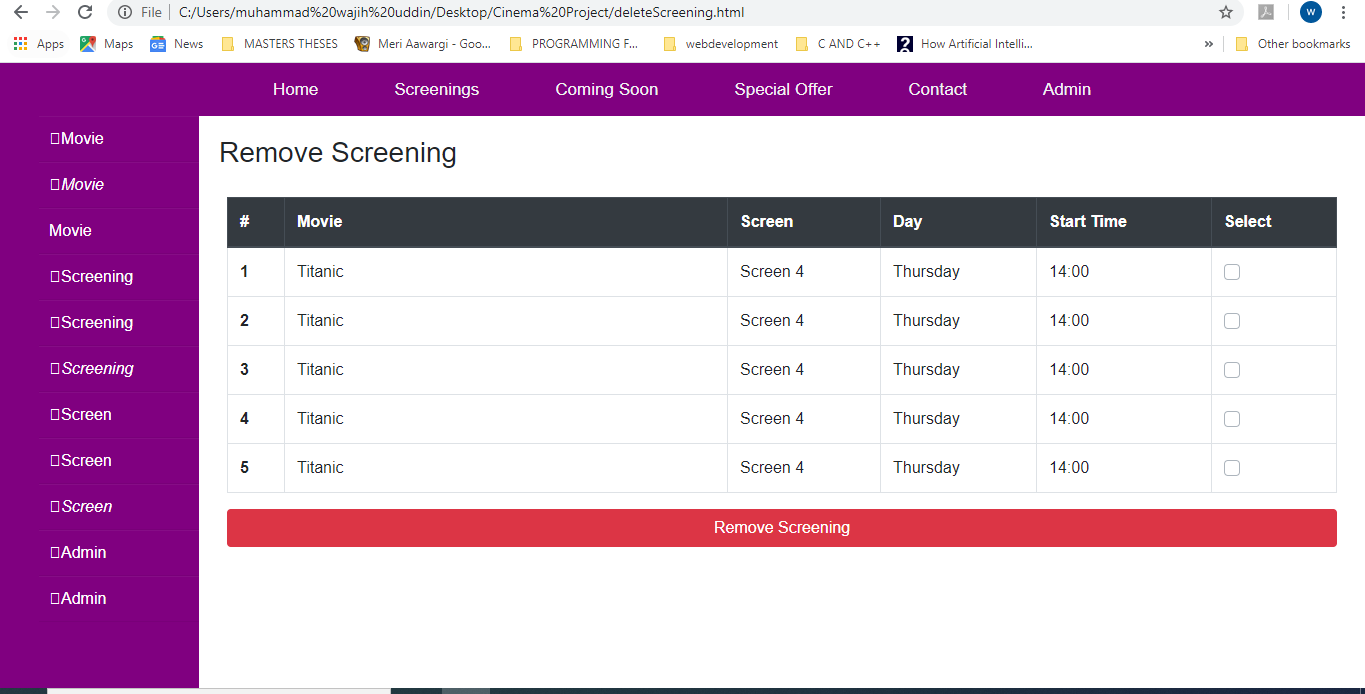 File C:/Users/muhammad%20wajih%20uddin/Desktop/Cinema%20Project/deleteScreening.html W
Apps Maps News MASTERS THESES Meri Aawargi - Goo... PROGRAMMING F... webdevelopment C AND C++ How Artificial Intelli... » Other bookmarks
Home Screenings Coming Soon Special Offer Contact Admin
Movie
Movie
Movie
Screening
Screening
Screening
Screen
Screen
Screen
Admin
Admin
Remove Screening
# Movie Screen Day Start Time Select
1 Titanic Screen 4 Thursday 14:00
2 Titanic Screen 4 Thursday 14:00
3 Titanic Screen 4 Thursday 14:00
4 Titanic Screen 4 Thursday 14:00
5 Titanic Screen 4 Thursday 14:00
Remove Screening